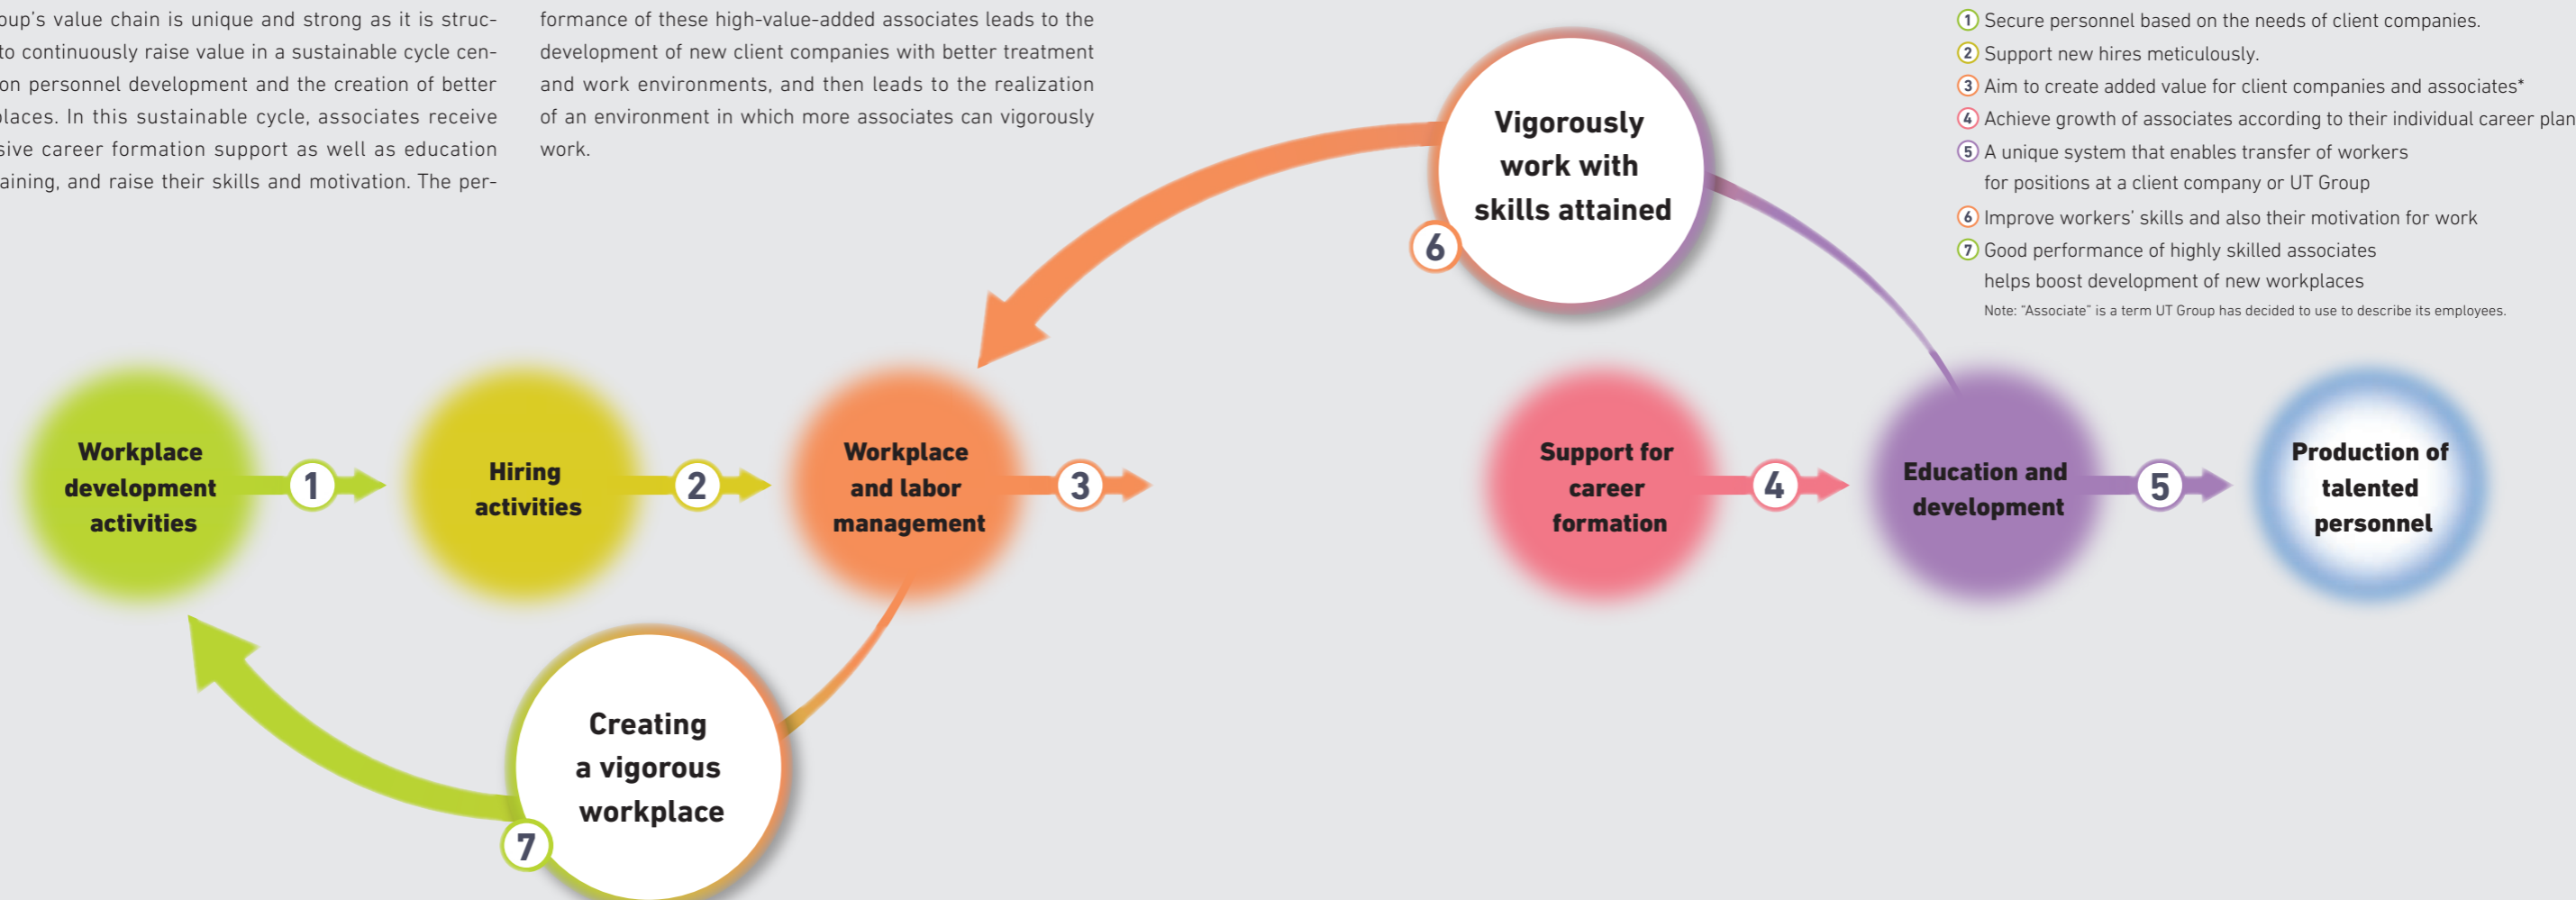 oup's value chain is unique and strong as it is struc-
to continuously raise value in a sustainable cycle cen-
on personnel development and the creation of better
places. In this sustainable cycle, associates receive
sive career formation support as well as education
aining, and raise their skills and motivation. The per-
formance of these high-value-added associates leads to the
development of new client companies with better treatment
and work environments, and then leads to the realization
of an environment in which more associates can vigorously
work.
1 Secure personnel based on the needs of client companies.
2 Support new hires meticulously.
3 Aim to create added value for client companies and associates*
4 Achieve growth of associates according to their individual career plan
5 A unique system that enables transfer of workers
for positions at a client company or UT Group
6 Improve workers' skills and also their motivation for work
7 Good performance of highly skilled associates
helps boost development of new workplaces
Note: "Associate" is a term UT Group has decided to use to describe its employees.
Vigorously
work with
skills attained
6
Workplace
development
activities
1
Hiring
activities
2
Workplace
and labor
management
3
Support for
career
formation
4
Education and
development
5
Production of
talented
personnel
Creating
a vigorous
workplace
7